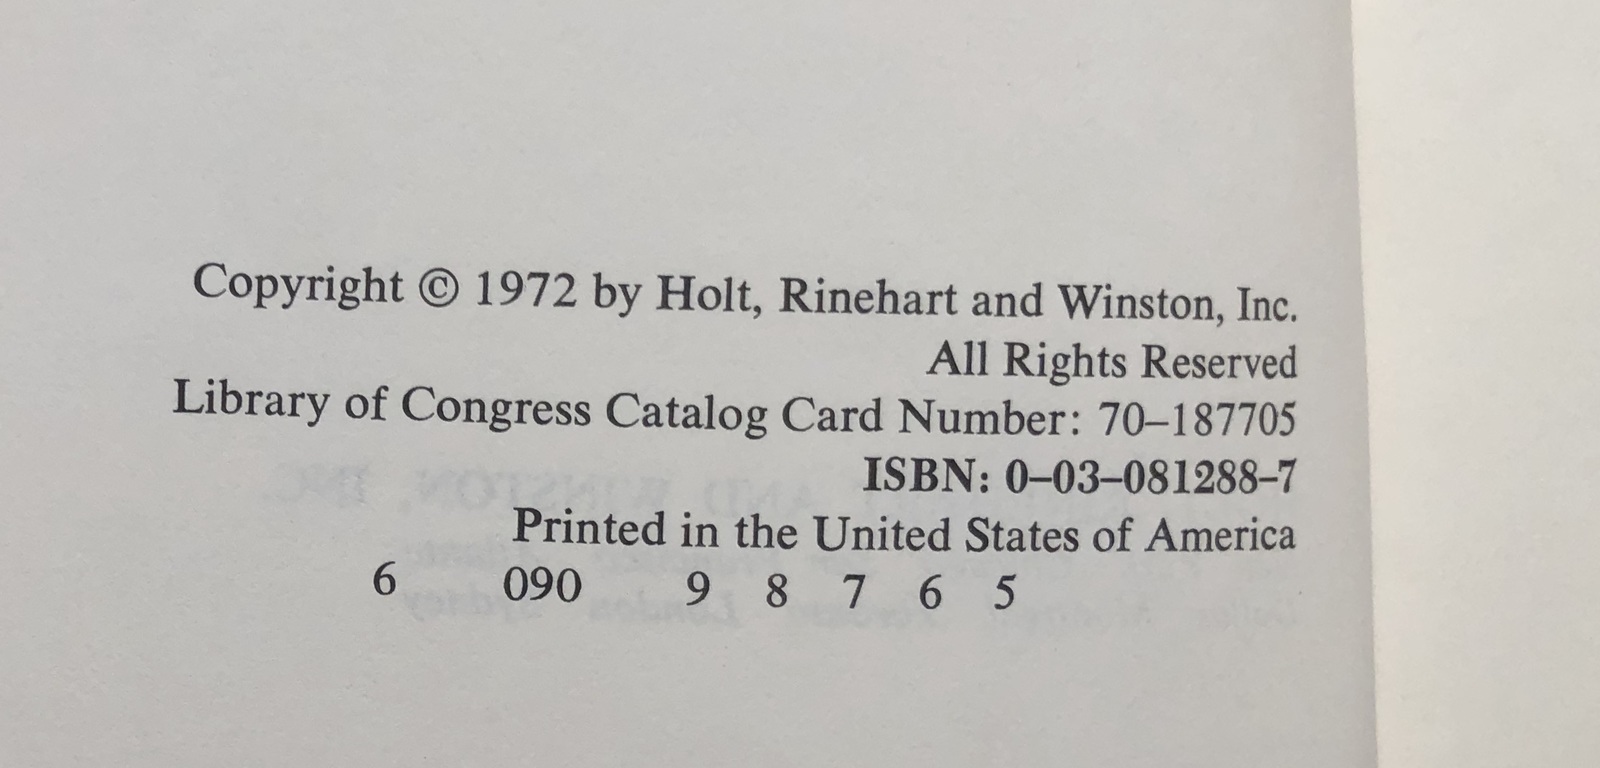 Copyright © 1972 by Holt, Rinehart and Winston, Inc.
All Rights Reserved
Library of Congress Catalog Card Number: 70–187705
ISBN: 0–03–081288–7
Printed in the United States of America
6 090 9 8 7 6 5